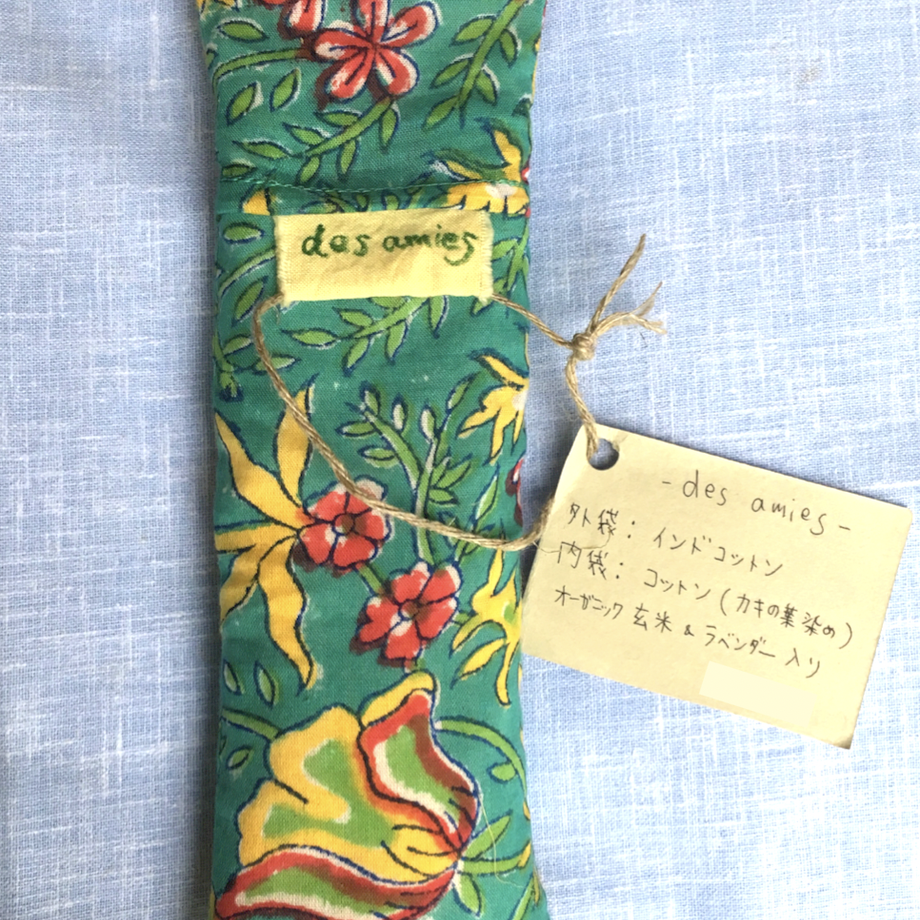 des amies
- des amies -
外袋: インドコットン
内袋: コットン(カキの葉染め)
オーガニック 玄米 & ラベンダー入り